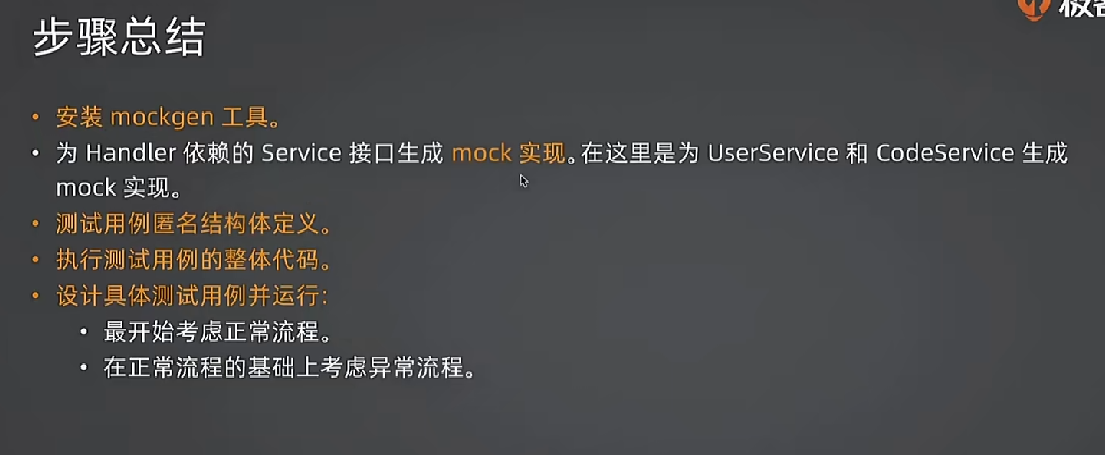 步骤总结
• 安装 mockgen 工具。
• 为 Handler 依赖的 Service 接口生成 mock 实现。在这里是为 UserService 和 CodeService 生成
mock 实现。
• 测试用例匿名结构体定义。
• 执行测试用例的整体代码。
• 设计具体测试用例并运行：
• 最开始考虑正常流程。
• 在正常流程的基础上考虑异常流程。